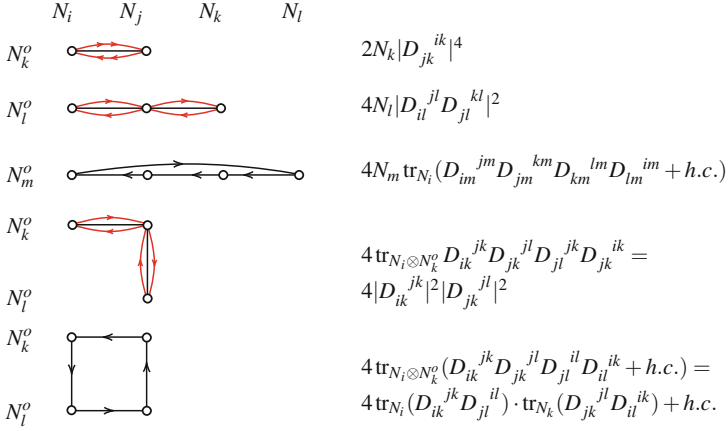 N_i N_j N_k N_l
N_k^o 2N_k|D_{jk}^{ik}|^4
N_l^o 4N_l|D_{il}^{jl} D_{jl}^{kl}|^2
N_m^o 4N_m tr_{N_i}(D_{im}^{jm} D_{jm}^{km} D_{km}^{lm} D_{lm}^{im} + h.c.)
N_k^o
4 tr_{N_i⊗N_k^o} D_{ik}^{jk} D_{jk}^{jl} D_{jl}^{jk} D_{jk}^{ik} =
N_l^o 4|D_{ik}^{jk}|^2|D_{jk}^{jl}|^2
N_k^o
4 tr_{N_i⊗N_k^o}(D_{ik}^{jk} D_{jk}^{jl} D_{jl}^{il} D_{il}^{ik} + h.c.) =
N_l^o 4 tr_{N_i}(D_{ik}^{jk} D_{jl}^{il}) · tr_{N_k}(D_{jk}^{jl} D_{il}^{ik}) + h.c.